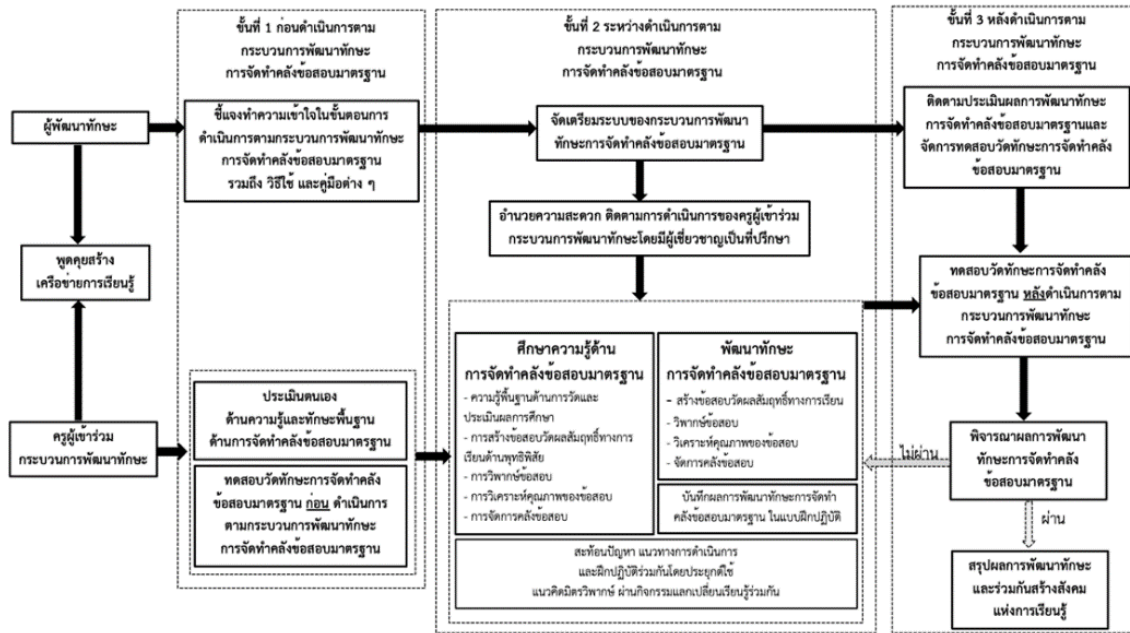 ขั้นที่ 1 ก่อนดำเนินการตาม
กระบวนการพัฒนาทักษะ
การจัดทำคลังข้อสอบมาตรฐาน
ขั้นที่ 2 ระหว่างดำเนินการตาม
กระบวนการพัฒนาทักษะ
การจัดทำคลังข้อสอบมาตรฐาน
ขั้นที่ 3 หลังดำเนินการตาม
กระบวนการพัฒนาทักษะ
การจัดทำคลังข้อสอบมาตรฐาน
ผู้พัฒนาทักษะ
ชี้แจงทำความเข้าใจในขั้นตอนการ
ดำเนินการตามกระบวนการพัฒนาทักษะ
การจัดทำคลังข้อสอบมาตรฐาน
รวมถึง วิธีใช้ และคู่มือต่าง ๆ
จัดเตรียมระบบของกระบวนการพัฒนา
ทักษะการจัดทำคลังข้อสอบมาตรฐาน
ติดตามประเมินผลการพัฒนาทักษะ
การจัดทำคลังข้อสอบมาตรฐานและ
จัดการทดสอบวัดทักษะการจัดทำคลัง
ข้อสอบมาตรฐาน
อำนวยความสะดวก ติดตามการดำเนินการของครูผู้เข้าร่วม
กระบวนการพัฒนาทักษะโดยมีผู้เชี่ยวชาญเป็นที่ปรึกษา
พูดคุยสร้าง
เครือข่ายการเรียนรู้
ทดสอบวัดทักษะการจัดทำคลัง
ข้อสอบมาตรฐาน หลังดำเนินการตาม
กระบวนการพัฒนาทักษะ
การจัดทำคลังข้อสอบมาตรฐาน
ครูผู้เข้าร่วม
กระบวนการพัฒนาทักษะ
ประเมินตนเอง
ด้านความรู้และทักษะพื้นฐาน
ด้านการจัดทำคลังข้อสอบมาตรฐาน
ทดสอบวัดทักษะการจัดทำคลัง
ข้อสอบมาตรฐาน ก่อน ดำเนินการ
ตามกระบวนการพัฒนาทักษะ
การจัดทำคลังข้อสอบมาตรฐาน
ศึกษาความรู้ด้าน
การจัดทำคลังข้อสอบมาตรฐาน
- ความรู้พื้นฐานด้านการวัดและ
ประเมินผลการศึกษา
- การสร้างข้อสอบวัดผลสัมฤทธิ์ทางการ
เรียนด้านพุทธิพิสัย
- การวิพากษ์ข้อสอบ
- การวิเคราะห์คุณภาพของข้อสอบ
- การจัดการคลังข้อสอบ
พัฒนาทักษะ
การจัดทำคลังข้อสอบมาตรฐาน
- สร้างข้อสอบวัดผลสัมฤทธิ์ทางการเรียน
- วิพากษ์ข้อสอบ
- วิเคราะห์คุณภาพของข้อสอบ
- จัดการคลังข้อสอบ
บันทึกผลการพัฒนาทักษะการจัดทำ
คลังข้อสอบมาตรฐาน ในแบบฝึกปฏิบัติ
สะท้อนปัญหา แนวทางการดำเนินการ
และฝึกปฏิบัติร่วมกันโดยประยุกต์ใช้
แนวคิดมิตรวิพากษ์ ผ่านกิจกรรมแลกเปลี่ยนเรียนรู้ร่วมกัน
ไม่ผ่าน
พิจารณาผลการพัฒนา
ทักษะการจัดทำคลัง
ข้อสอบมาตรฐาน
ผ่าน
สรุปผลการพัฒนาทักษะ
และร่วมกันสร้างสังคม
แห่งการเรียนรู้